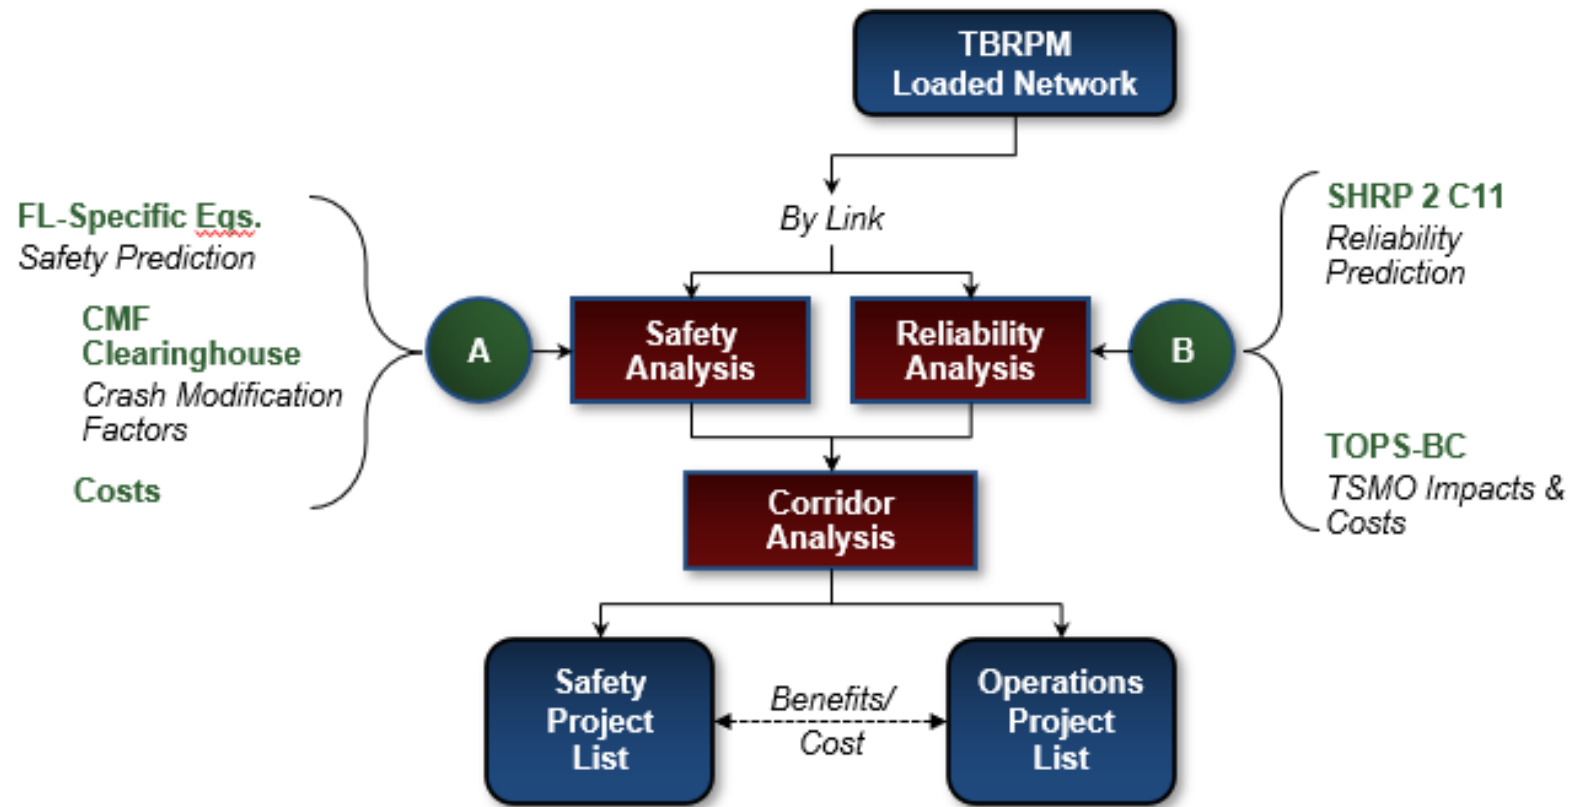 TBRPM
Loaded Network
By Link
FL-Specific Eqs.
Safety Prediction
CMF
Clearinghouse
Crash Modification
Factors
Costs
A
Safety
Analysis
Reliability
Analysis
B
SHRP 2 C11
Reliability
Prediction
TOPS-BC
TSMO Impacts &
Costs
Corridor
Analysis
Safety
Project
List
Benefits/
Cost
Operations
Project
List